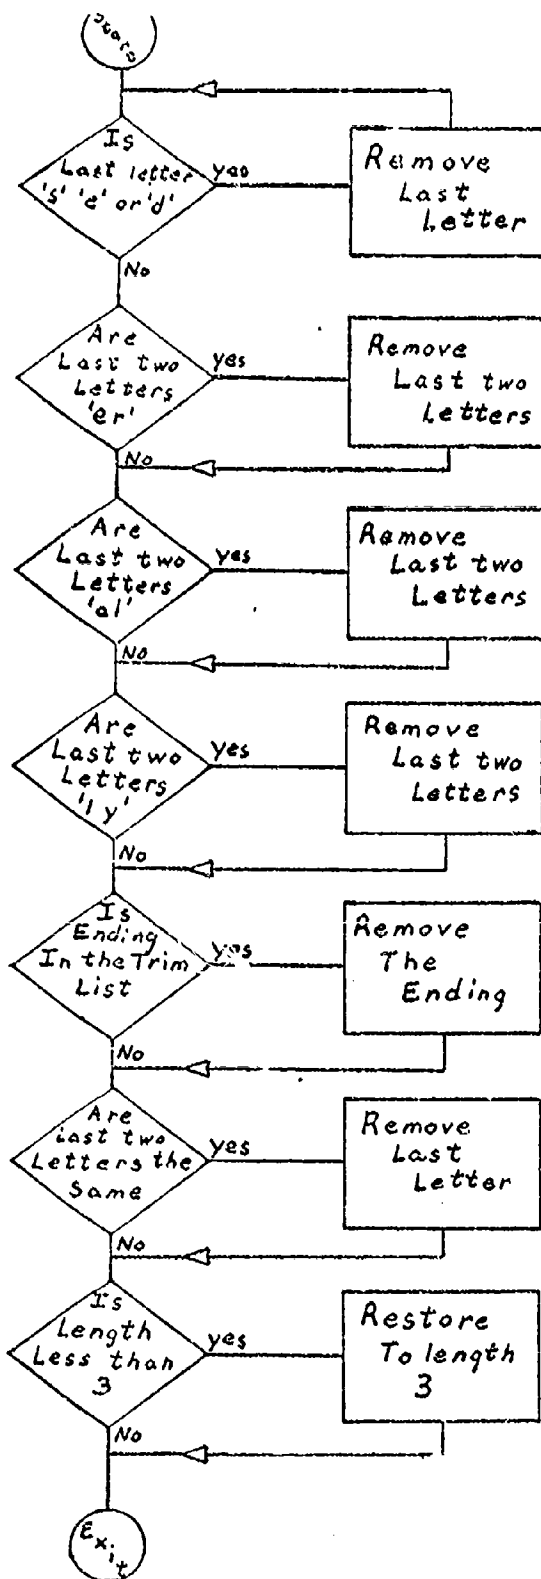 Start
Is
Last letter
's' 'e' or 'd'
yes
Remove
Last
Letter
No
Are
Last two
Letters
'er'
yes
Remove
Last two
Letters
No
Are
Last two
Letters
'al'
yes
Remove
Last two
Letters
No
Are
Last two
Letters
'ly'
yes
Remove
Last two
Letters
No
Is
Ending
In the Trim
List
yes
Remove
The
Ending
No
Are
Last two
Letters the
Same
yes
Remove
Last
Letter
No
Is
Length
Less than
3
yes
Restore
To length
3
No
Exit